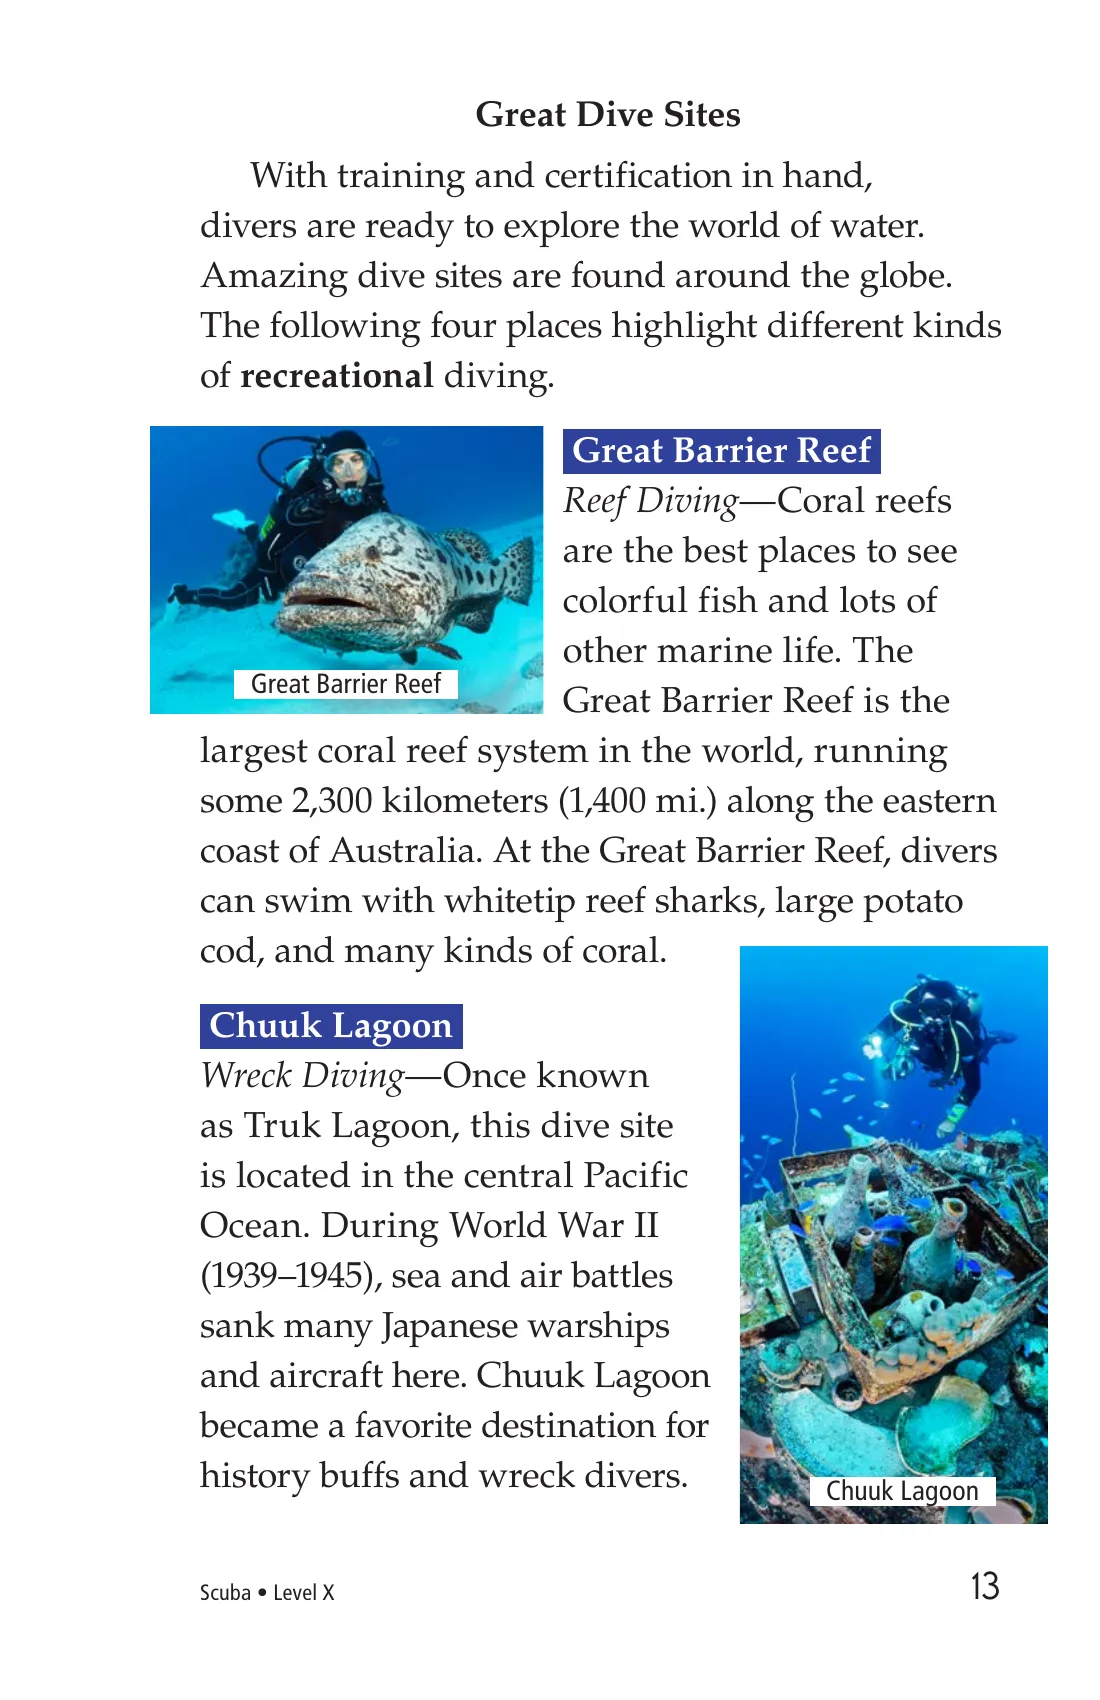 Great Dive Sites
With training and certification in hand,
divers are ready to explore the world of water.
Amazing dive sites are found around the globe.
The following four places highlight different kinds
of recreational diving.
Great Barrier Reef
Great Barrier Reef
Reef Diving—Coral reefs
are the best places to see
colorful fish and lots of
other marine life. The
Great Barrier Reef is the
largest coral reef system in the world, running
some 2,300 kilometers (1,400 mi.) along the eastern
coast of Australia. At the Great Barrier Reef, divers
can swim with whitetip reef sharks, large potato
cod, and many kinds of coral.
Chuuk Lagoon
Wreck Diving—Once known
as Truk Lagoon, this dive site
is located in the central Pacific
Ocean. During World War II
(1939–1945), sea and air battles
sank many Japanese warships
and aircraft here. Chuuk Lagoon
became a favorite destination for
history buffs and wreck divers.
Chuuk Lagoon
Scuba • Level X
13